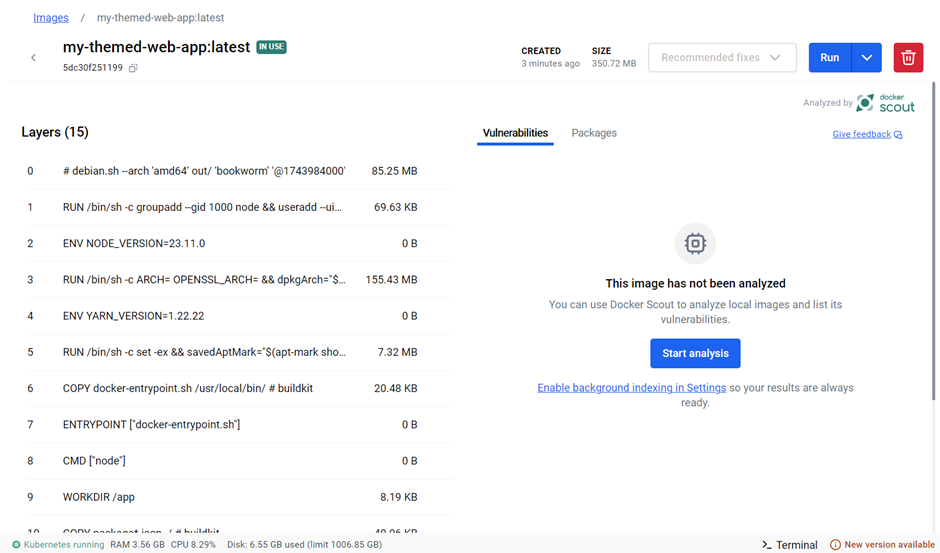 Images / my-themed-web-app:latest
my-themed-web-app:latest IN USE
5dc30f251199
CREATED
3 minutes ago
SIZE
350.72 MB
Recommended fixes
Run
Analyzed by docker scout
Layers (15)
Vulnerabilities Packages
Give feedback
0 # debian.sh --arch 'amd64' out/ 'bookworm' '@1743984000' 85.25 MB
1 RUN /bin/sh -c groupadd --gid 1000 node && useradd --ui... 69.63 KB
2 ENV NODE_VERSION=23.11.0 0 B
3 RUN /bin/sh -c ARCH= OPENSSL_ARCH= && dpkgArch="$... 155.43 MB
4 ENV YARN_VERSION=1.22.22 0 B
5 RUN /bin/sh -c set -ex && savedAptMark="$(apt-mark sho... 7.32 MB
6 COPY docker-entrypoint.sh /usr/local/bin/ # buildkit 20.48 KB
7 ENTRYPOINT ["docker-entrypoint.sh"] 0 B
8 CMD ["node"] 0 B
9 WORKDIR /app 8.19 KB
This image has not been analyzed
You can use Docker Scout to analyze local images and list its
vulnerabilities.
Start analysis
Enable background indexing in Settings so your results are always
ready.
Kubernetes running RAM 3.56 GB CPU 8.29% Disk: 6.55 GB used (limit 1006.85 GB)
Terminal
New version available